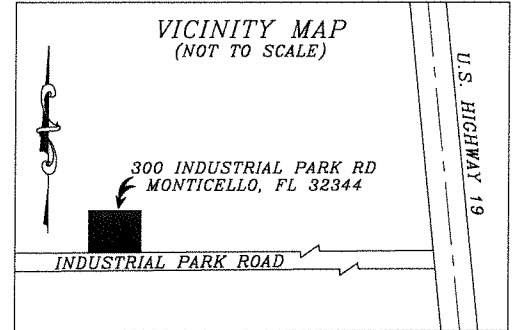 VICINITY MAP
(NOT TO SCALE)
U.S. HIGHWAY 19
300 INDUSTRIAL PARK RD
MONTICELLO, FL 32344
INDUSTRIAL PARK ROAD